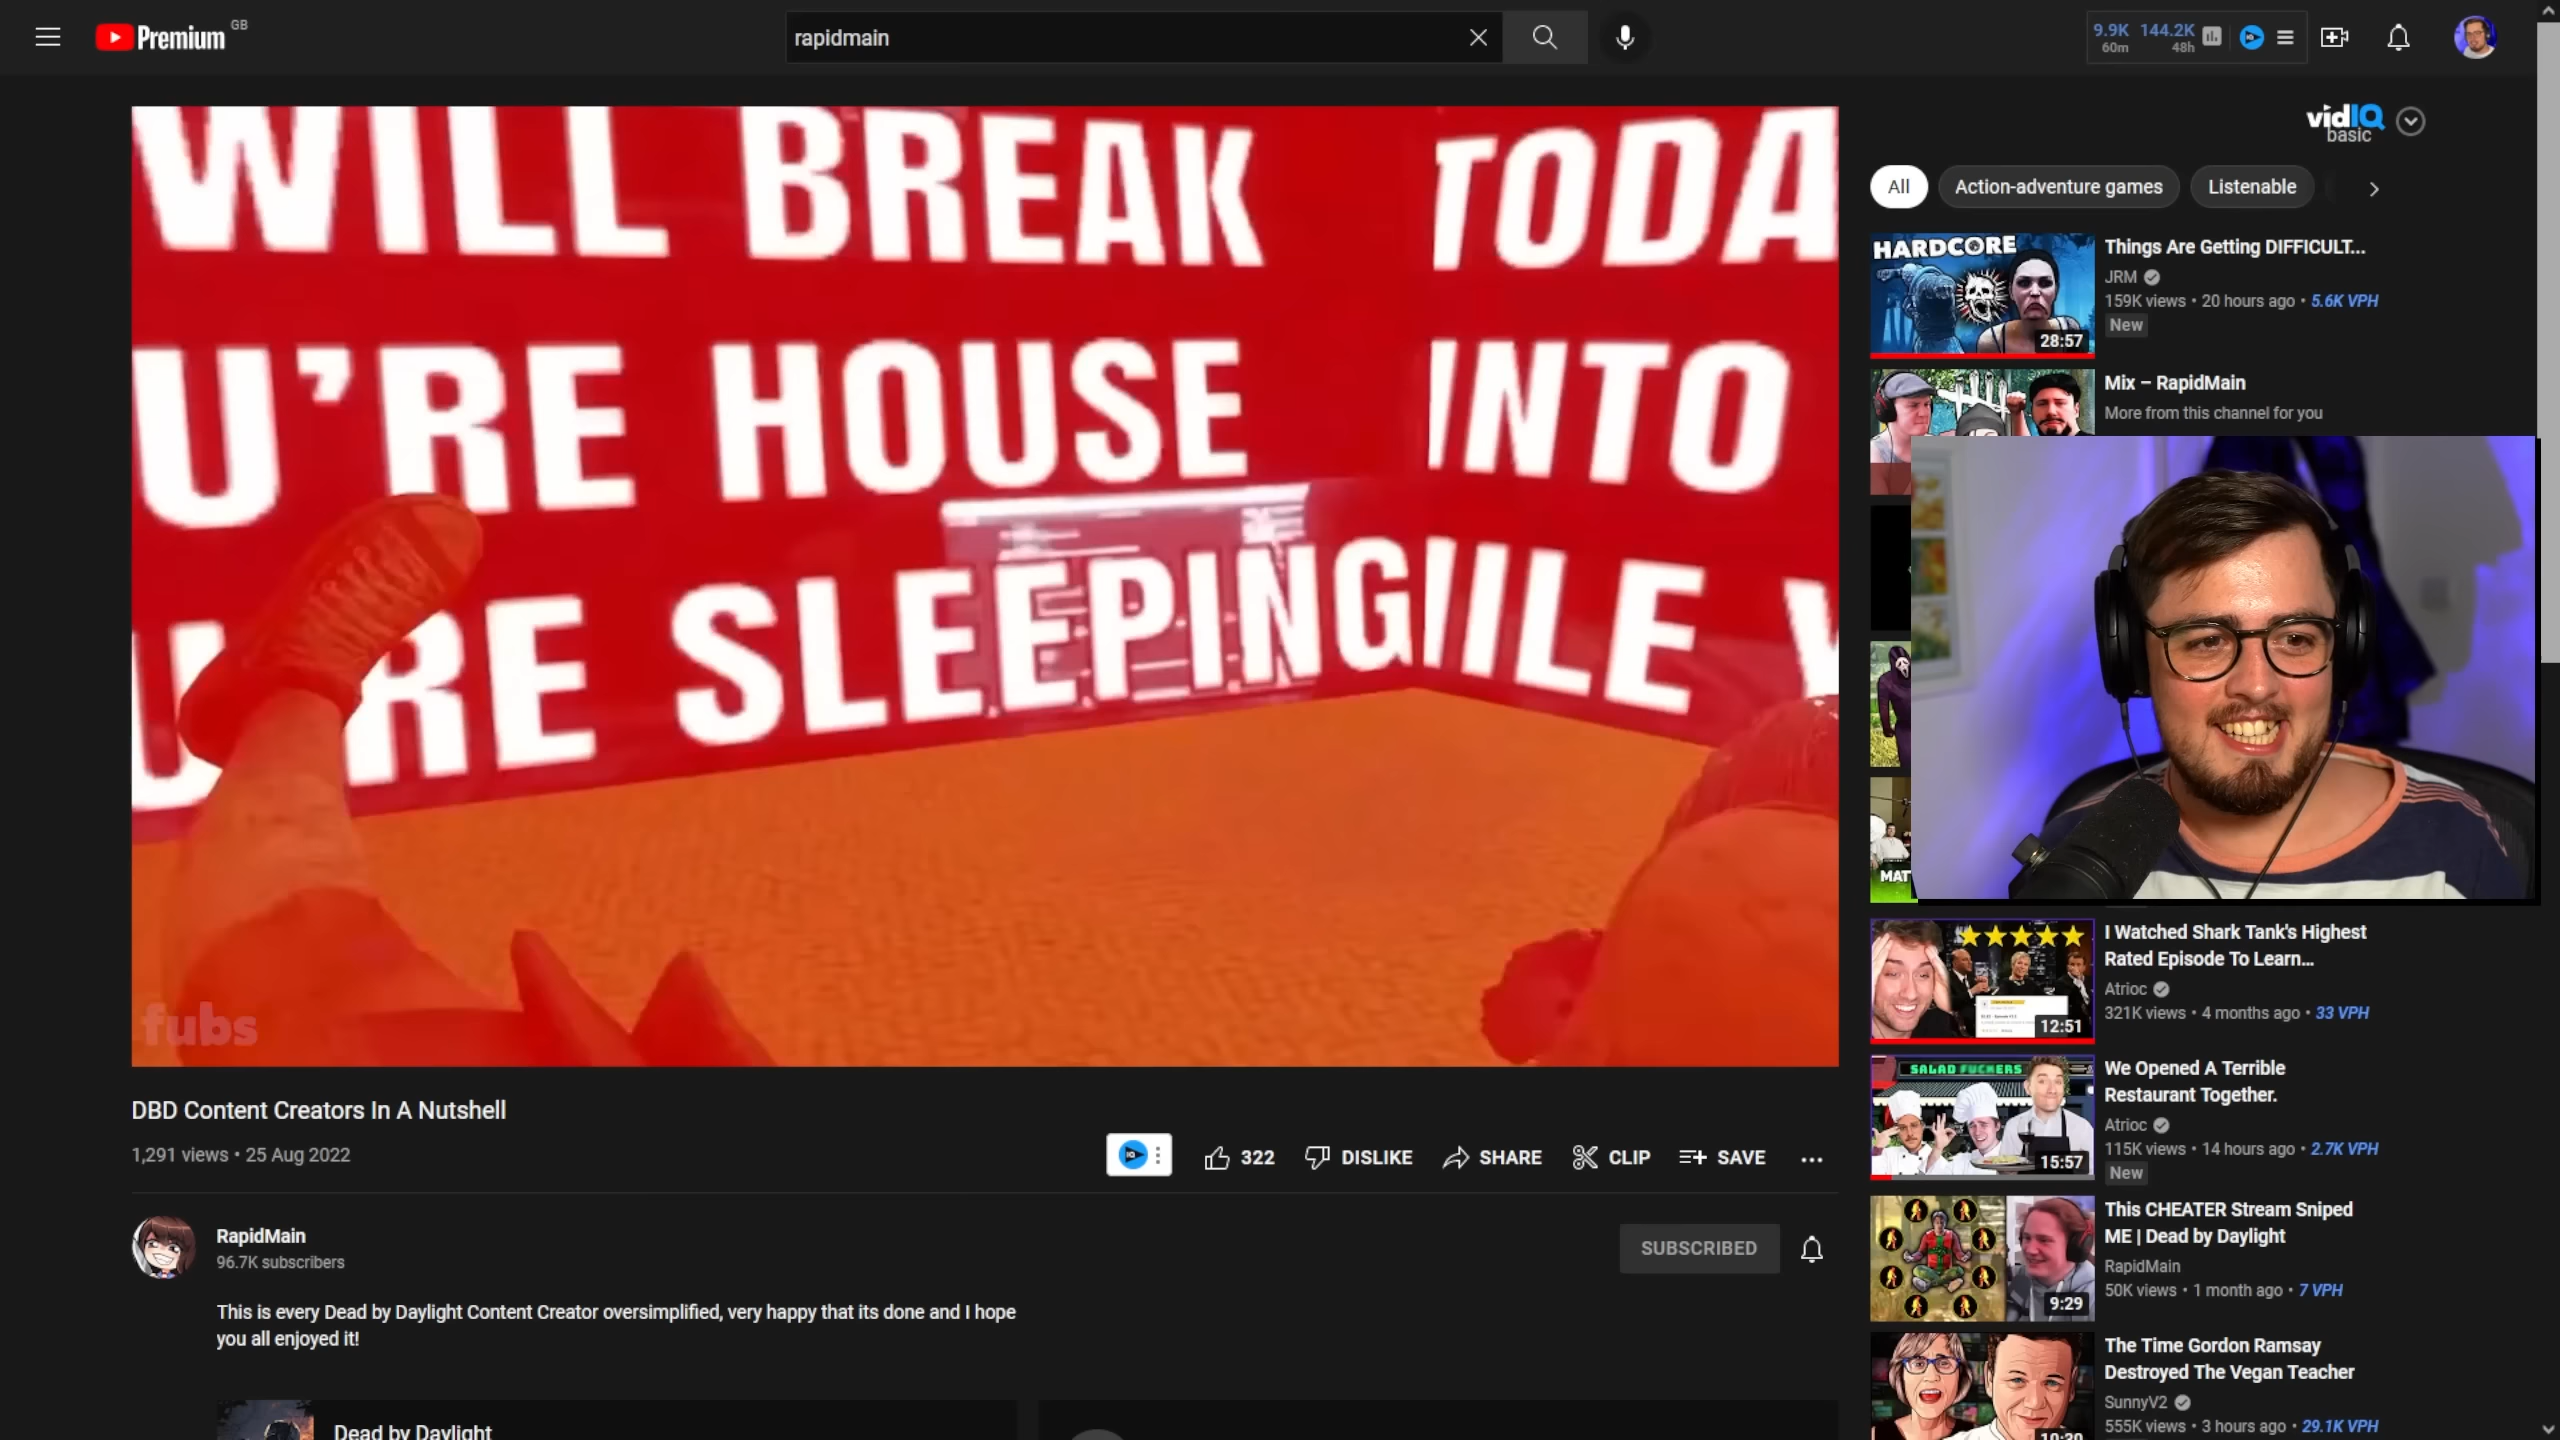 Premium GB
rapidmain
9.9K 144.2K
60m 48h
WILL BREAK TODA
U'RE HOUSE INTO
U'RE SLEEPING
fubs
vidIQ
basic
All Action-adventure games Listenable
HARDCORE
28:57
Things Are Getting DIFFICULT...
JRM
159K views • 20 hours ago • 5.6K VPH
New
Mix – RapidMain
More from this channel for you
MAT
12:51
I Watched Shark Tank's Highest
Rated Episode To Learn...
Atrioc
321K views • 4 months ago • 33 VPH
SALAD FUCKERS
15:57
We Opened A Terrible
Restaurant Together.
Atrioc
115K views • 14 hours ago • 2.7K VPH
New
9:29
This CHEATER Stream Sniped
ME | Dead by Daylight
RapidMain
50K views • 1 month ago • 7 VPH
The Time Gordon Ramsay
Destroyed The Vegan Teacher
SunnyV2
555K views • 3 hours ago • 29.1K VPH
DBD Content Creators In A Nutshell
1,291 views • 25 Aug 2022
322 DISLIKE SHARE CLIP SAVE
RapidMain
96.7K subscribers
SUBSCRIBED
This is every Dead by Daylight Content Creator oversimplified, very happy that its done and I hope
you all enjoyed it!
Dead by Daylight